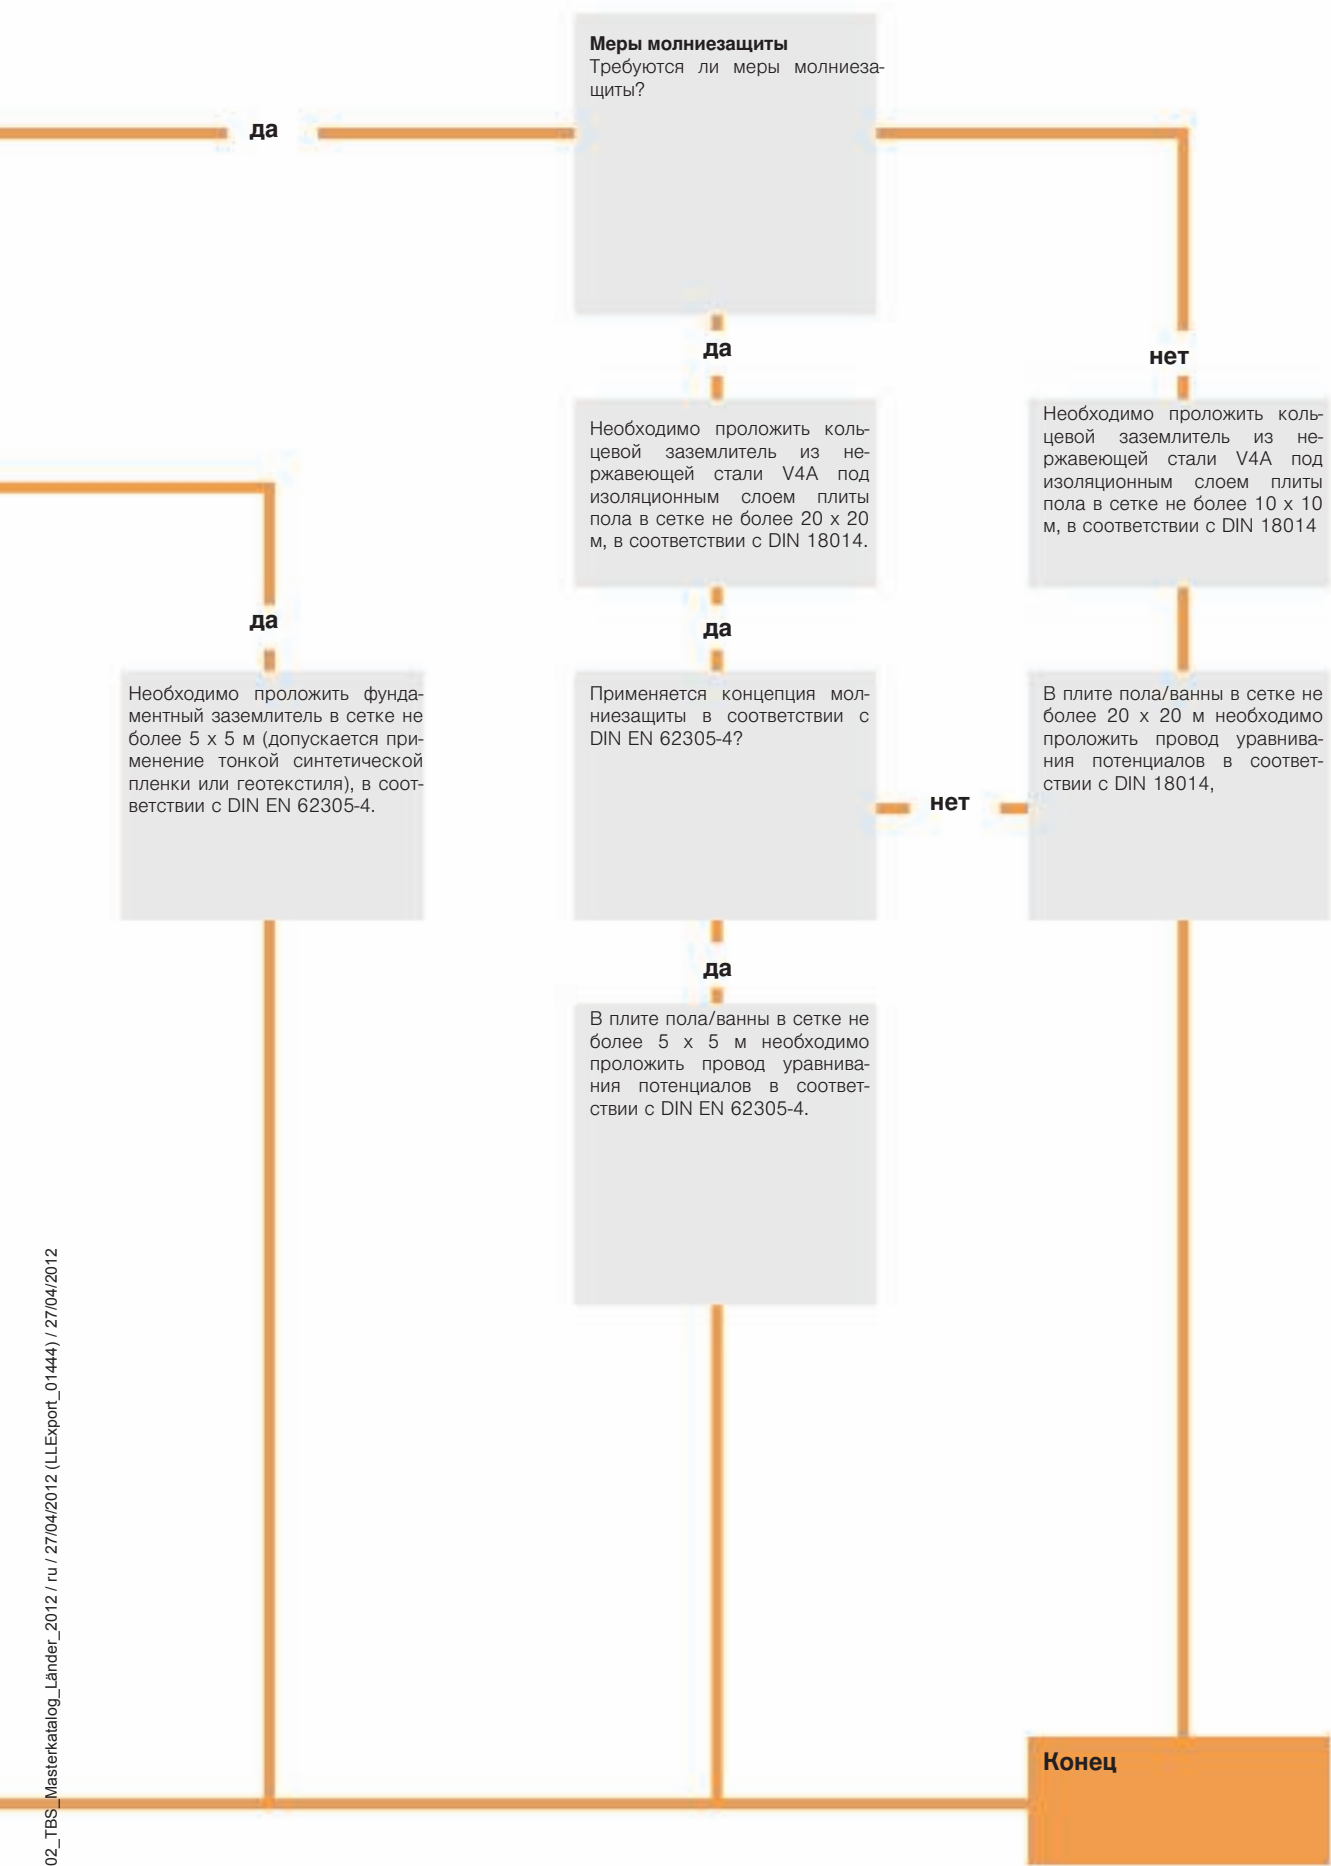 Меры молниезащиты
Требуются ли меры молниеза-
щиты?
да
да
нет
Необходимо проложить коль-
цевой заземлитель из не-
ржавеющей стали V4A под
изоляционным слоем плиты
пола в сетке не более 20 x 20
м, в соответствии с DIN 18014.
Необходимо проложить коль-
цевой заземлитель из не-
ржавеющей стали V4A под
изоляционным слоем плиты
пола в сетке не более 10 x 10
м, в соответствии с DIN 18014
да
да
Необходимо проложить фунда-
ментный заземлитель в сетке не
более 5 x 5 м (допускается при-
менение тонкой синтетической
пленки или геотекстиля), в соот-
ветствии с DIN EN 62305-4.
Применяется концепция мол-
ниезащиты в соответствии с
DIN EN 62305-4?
нет
В плите пола/ванны в сетке не
более 20 x 20 м необходимо
проложить провод уравнива-
ния потенциалов в соответ-
ствии с DIN 18014,
да
В плите пола/ванны в сетке не
более 5 x 5 м необходимо
проложить провод уравнива-
ния потенциалов в соответ-
ствии с DIN EN 62305-4.
Конец
02_TBS_Masterkatalog_Länder_2012 / ru / 27/04/2012 (LLExport_01444) / 27/04/2012